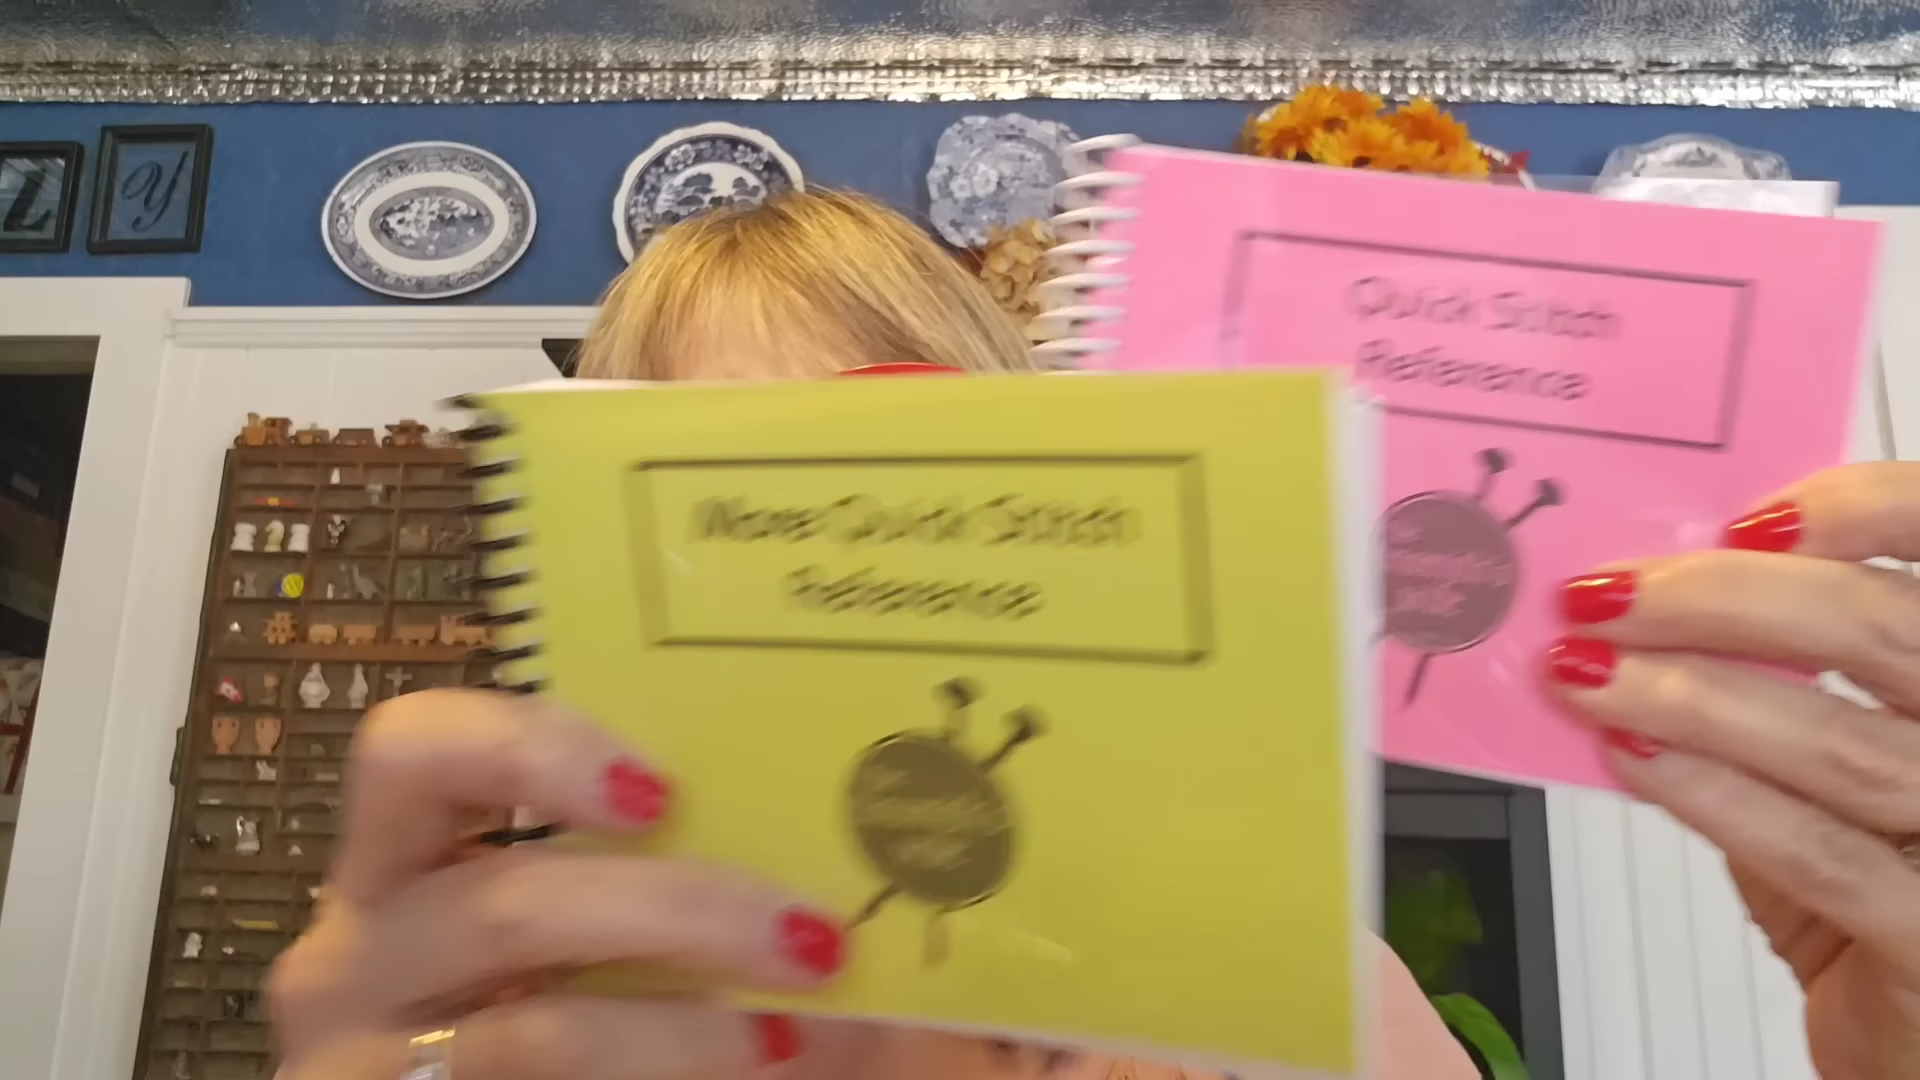 L y
Quick Stitch
Reference
More Quick Stitch
Reference